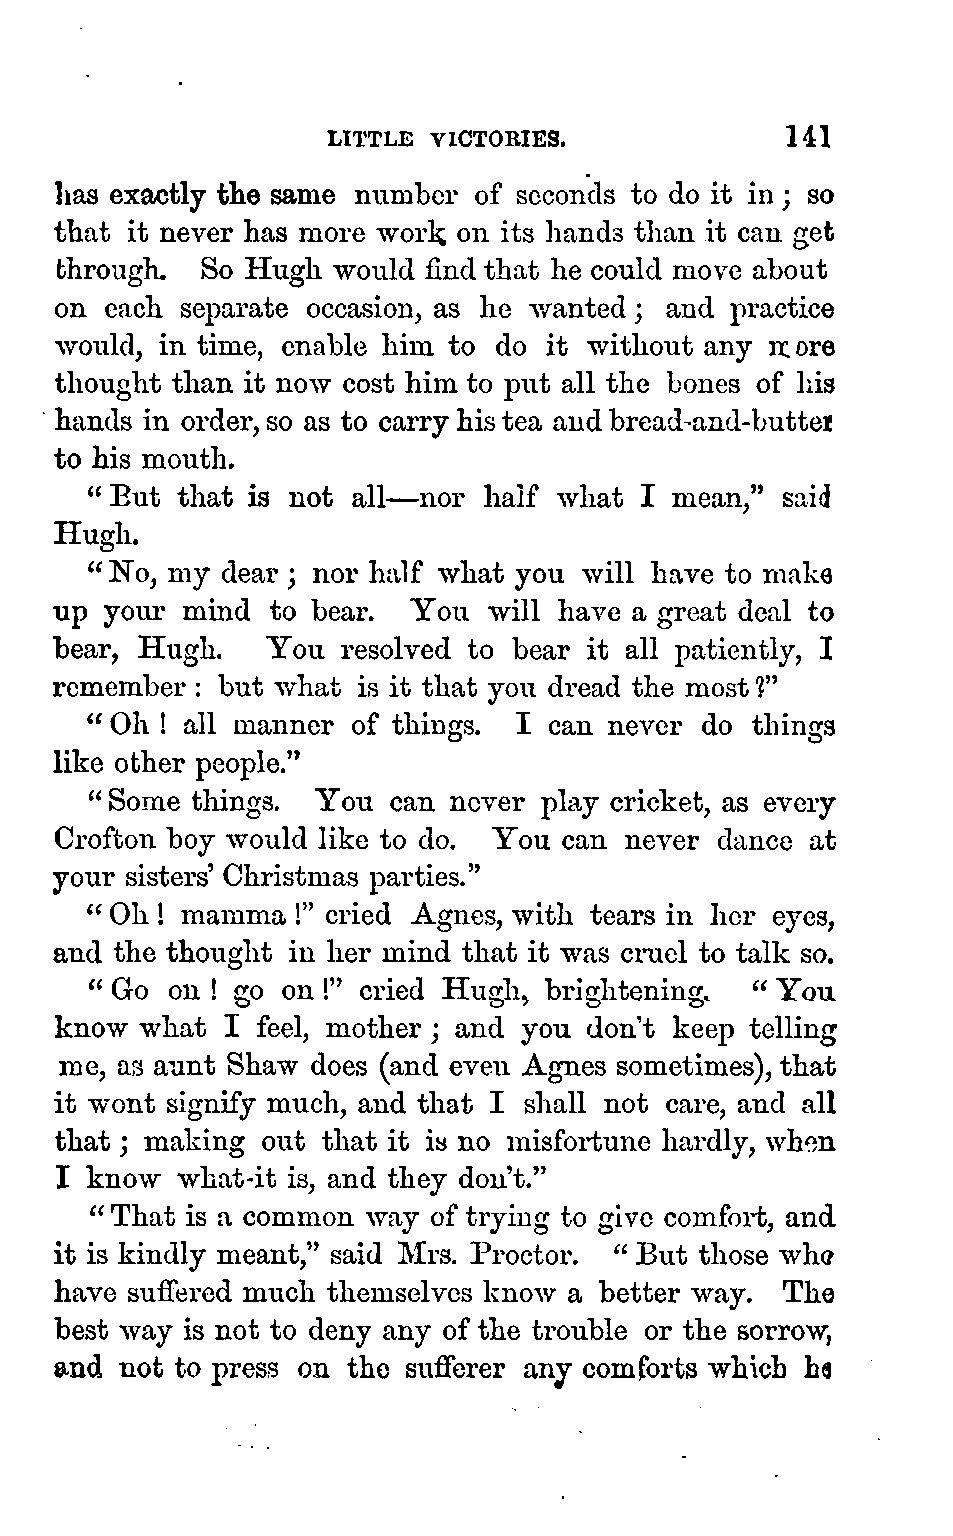 LITTLE VICTORIES. 141
has exactly the same number of seconds to do it in; so
that it never has more work on its hands than it can get
through. So Hugh would find that he could move about
on each separate occasion, as he wanted; and practice
would, in time, enable him to do it without any more
thought than it now cost him to put all the bones of his
hands in order, so as to carry his tea and bread-and-butter
to his mouth.
"But that is not all—nor half what I mean," said
Hugh.
"No, my dear; nor half what you will have to make
up your mind to bear. You will have a great deal to
bear, Hugh. You resolved to bear it all patiently, I
remember: but what is it that you dread the most?"
"Oh! all manner of things. I can never do things
like other people."
"Some things. You can never play cricket, as every
Crofton boy would like to do. You can never dance at
your sisters' Christmas parties."
"Oh! mamma!" cried Agnes, with tears in her eyes,
and the thought in her mind that it was cruel to talk so.
"Go on! go on!" cried Hugh, brightening. "You
know what I feel, mother; and you don't keep telling
me, as aunt Shaw does (and even Agnes sometimes), that
it wont signify much, and that I shall not care, and all
that; making out that it is no misfortune hardly, when
I know what-it is, and they don't."
"That is a common way of trying to give comfort, and
it is kindly meant," said Mrs. Proctor. "But those who
have suffered much themselves know a better way. The
best way is not to deny any of the trouble or the sorrow,
and not to press on the sufferer any comforts which he